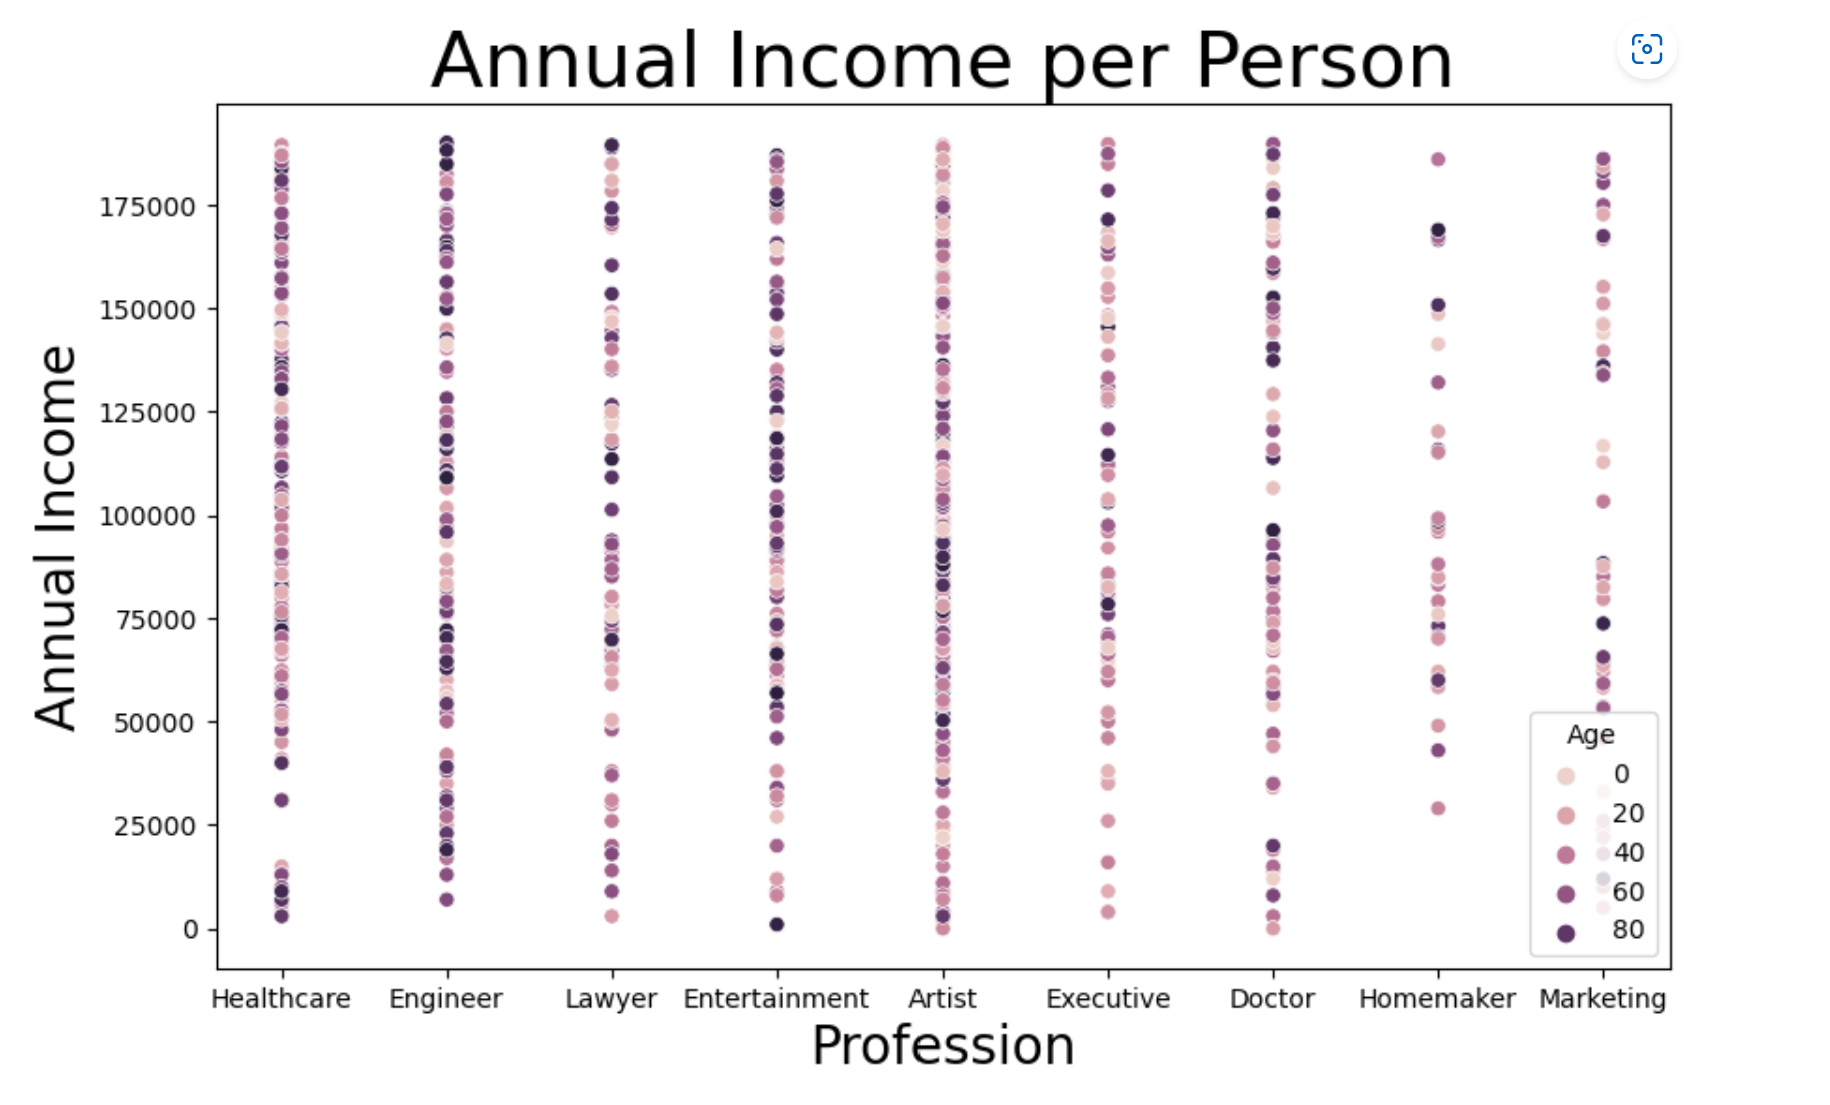 Annual Income per Person
Annual Income
175000
150000
125000
100000
75000
50000
25000
0
Age
0
20
40
60
80
Healthcare Engineer Lawyer Entertainment Artist Executive Doctor Homemaker Marketing
Profession